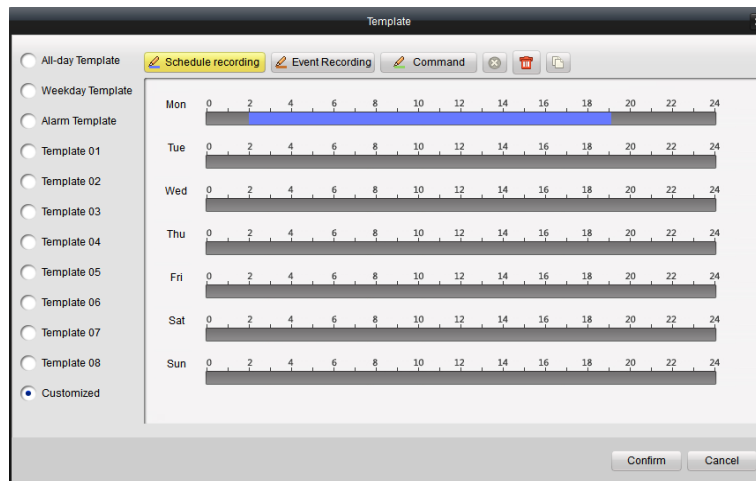 Template
All-day Template
Weekday Template
Alarm Template
Template 01
Template 02
Template 03
Template 04
Template 05
Template 06
Template 07
Template 08
Customized
Schedule recording Event Recording Command
Mon 0 2 4 6 8 10 12 14 16 18 20 22 24
Tue 0 2 4 6 8 10 12 14 16 18 20 22 24
Wed 0 2 4 6 8 10 12 14 16 18 20 22 24
Thu 0 2 4 6 8 10 12 14 16 18 20 22 24
Fri 0 2 4 6 8 10 12 14 16 18 20 22 24
Sat 0 2 4 6 8 10 12 14 16 18 20 22 24
Sun 0 2 4 6 8 10 12 14 16 18 20 22 24
Confirm Cancel